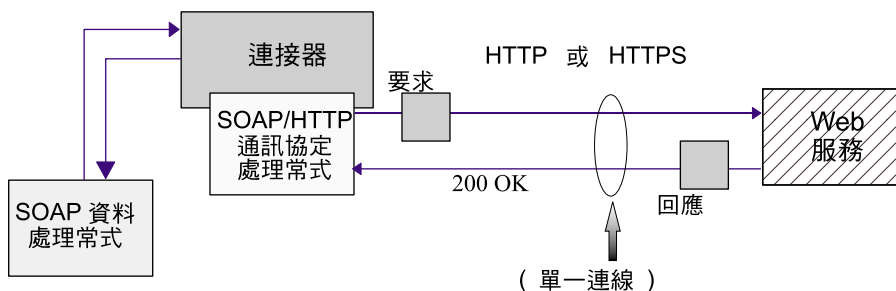 連接器
HTTP 或 HTTPS
要求
SOAP/HTTP
通訊協定
處理常式
Web
服務
200 OK
回應
SOAP 資料
處理常式
( 單一連線 )